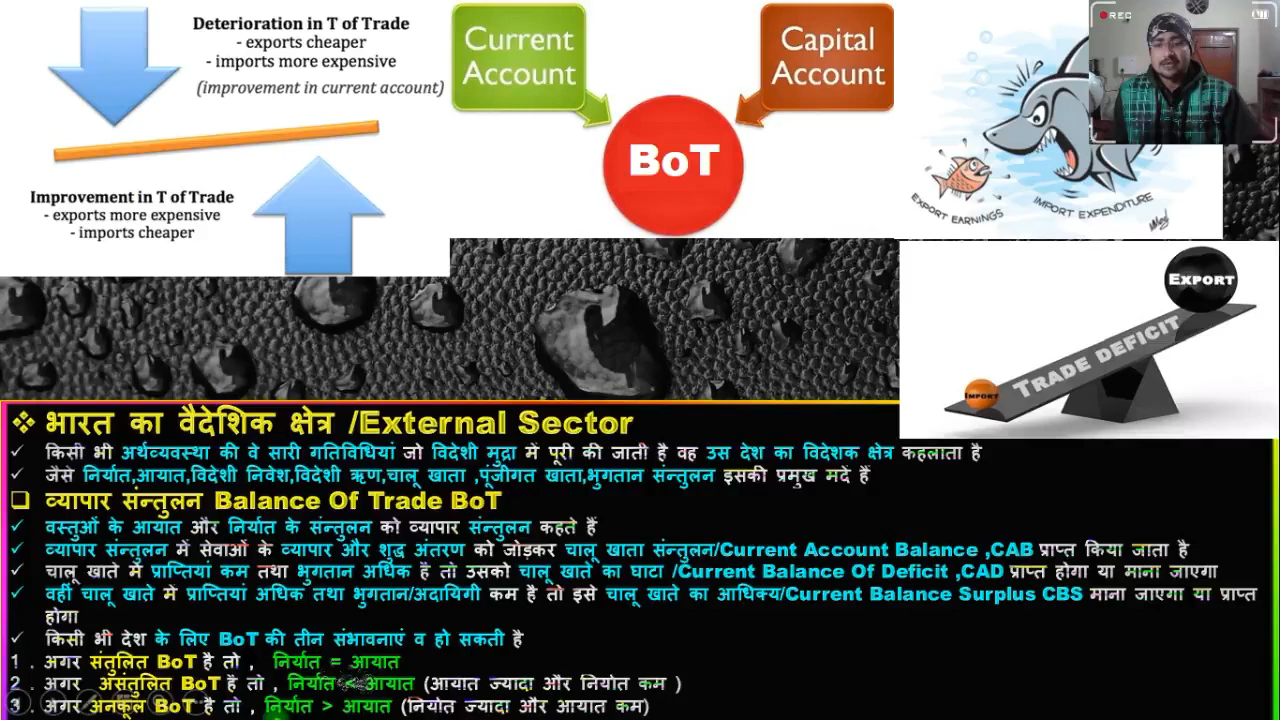 Deterioration in T of Trade
- exports cheaper
- imports more expensive
(improvement in current account)
Improvement in T of Trade
- exports more expensive
- imports cheaper
Current
Account
Capital
Account
BoT
EXPORT EARNINGS
IMPORT EXPENDITURE
REC
EXPORT
IMPORT
TRADE DEFICIT
❖ भारत का वैदेशिक क्षेत्र /External Sector
✓ किसी भी अर्थव्यवस्था की वे सारी गतिविधियां जो विदेशी मुद्रा में पूरी की जाती है वह उस देश का विदेशक क्षेत्र कहलाता है
✓ जैसे निर्यात,आयात,विदेशी निवेश,विदेशी ऋण,चालू खाता ,पूंजीगत खाता,भुगतान संन्तुलन इसकी प्रमुख मदें हैं
❑ व्यापार संन्तुलन Balance Of Trade BoT
✓ वस्तुओं के आयात और निर्यात के संन्तुलन को व्यापार संन्तुलन कहते हैं
✓ व्यापार संन्तुलन में सेवाओं के व्यापार और शुद्ध अंतरण को जोड़कर चालू खाता संन्तुलन/Current Account Balance ,CAB प्राप्त किया जाता है
✓ चालू खाते में प्राप्तियां कम तथा भुगतान अधिक है तो उसको चालू खाते का घाटा /Current Balance Of Deficit ,CAD प्राप्त होगा या माना जाएगा
✓ वहीं चालू खाते में प्राप्तियां अधिक तथा भुगतान/अदायिगी कम है तो इसे चालू खाते का आधिक्य/Current Balance Surplus CBS माना जाएगा या प्राप्त
होगा
✓ किसी भी देश के लिए BoT की तीन संभावनाएं व हो सकती है
1 . अगर संतुलित BoT है तो , निर्यात = आयात
2 . अगर असंतुलित BoT है तो , निर्यात < आयात (आयात ज्यादा और निर्यात कम )
3 . अगर अनकूल BoT है तो , निर्यात > आयात (निर्यात ज्यादा और आयात कम)